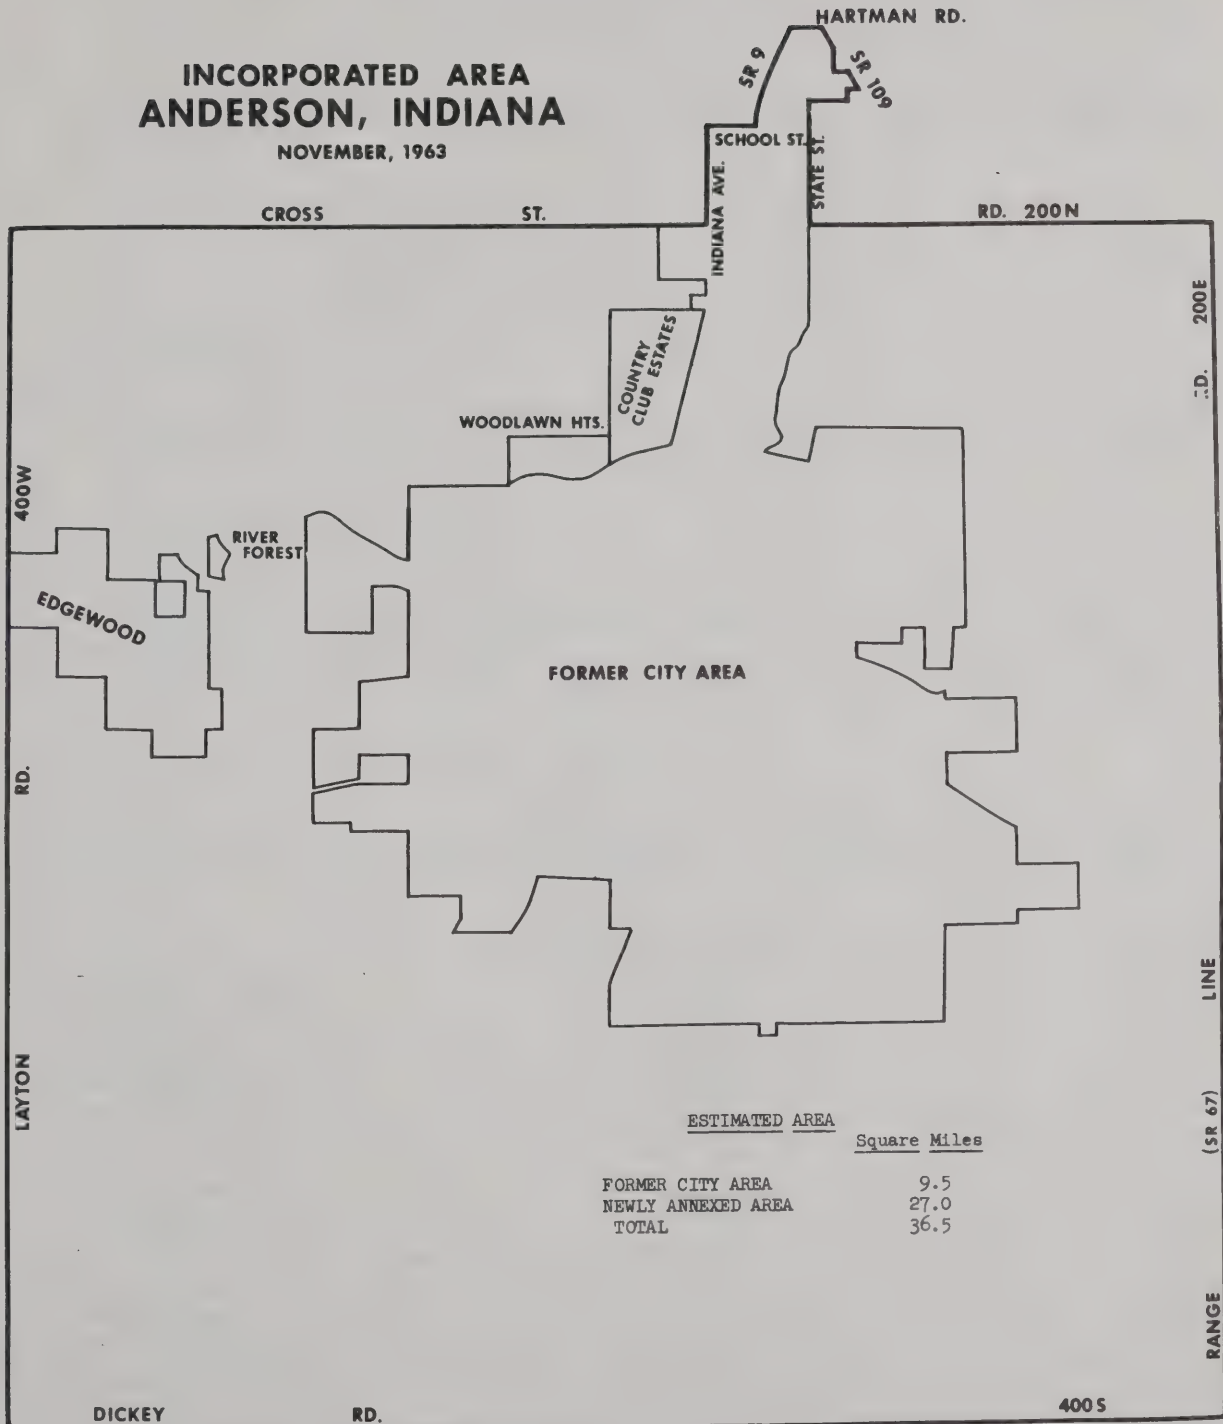 HARTMAN RD.
INCORPORATED AREA
ANDERSON, INDIANA
NOVEMBER, 1963
SR 9
SR 109
SCHOOL ST.
STATE ST.
INDIANA AVE.
CROSS ST.
RD. 200N
200E
RD.
COUNTRY
CLUB ESTATES
WOODLAWN HTS.
400W
RIVER
FOREST
EDGEWOOD
FORMER CITY AREA
RD.
LINE
LAYTON
(SR 67)
ESTIMATED AREA
Square Miles
FORMER CITY AREA 9.5
NEWLY ANNEXED AREA 27.0
TOTAL 36.5
RANGE
400S
DICKEY RD.